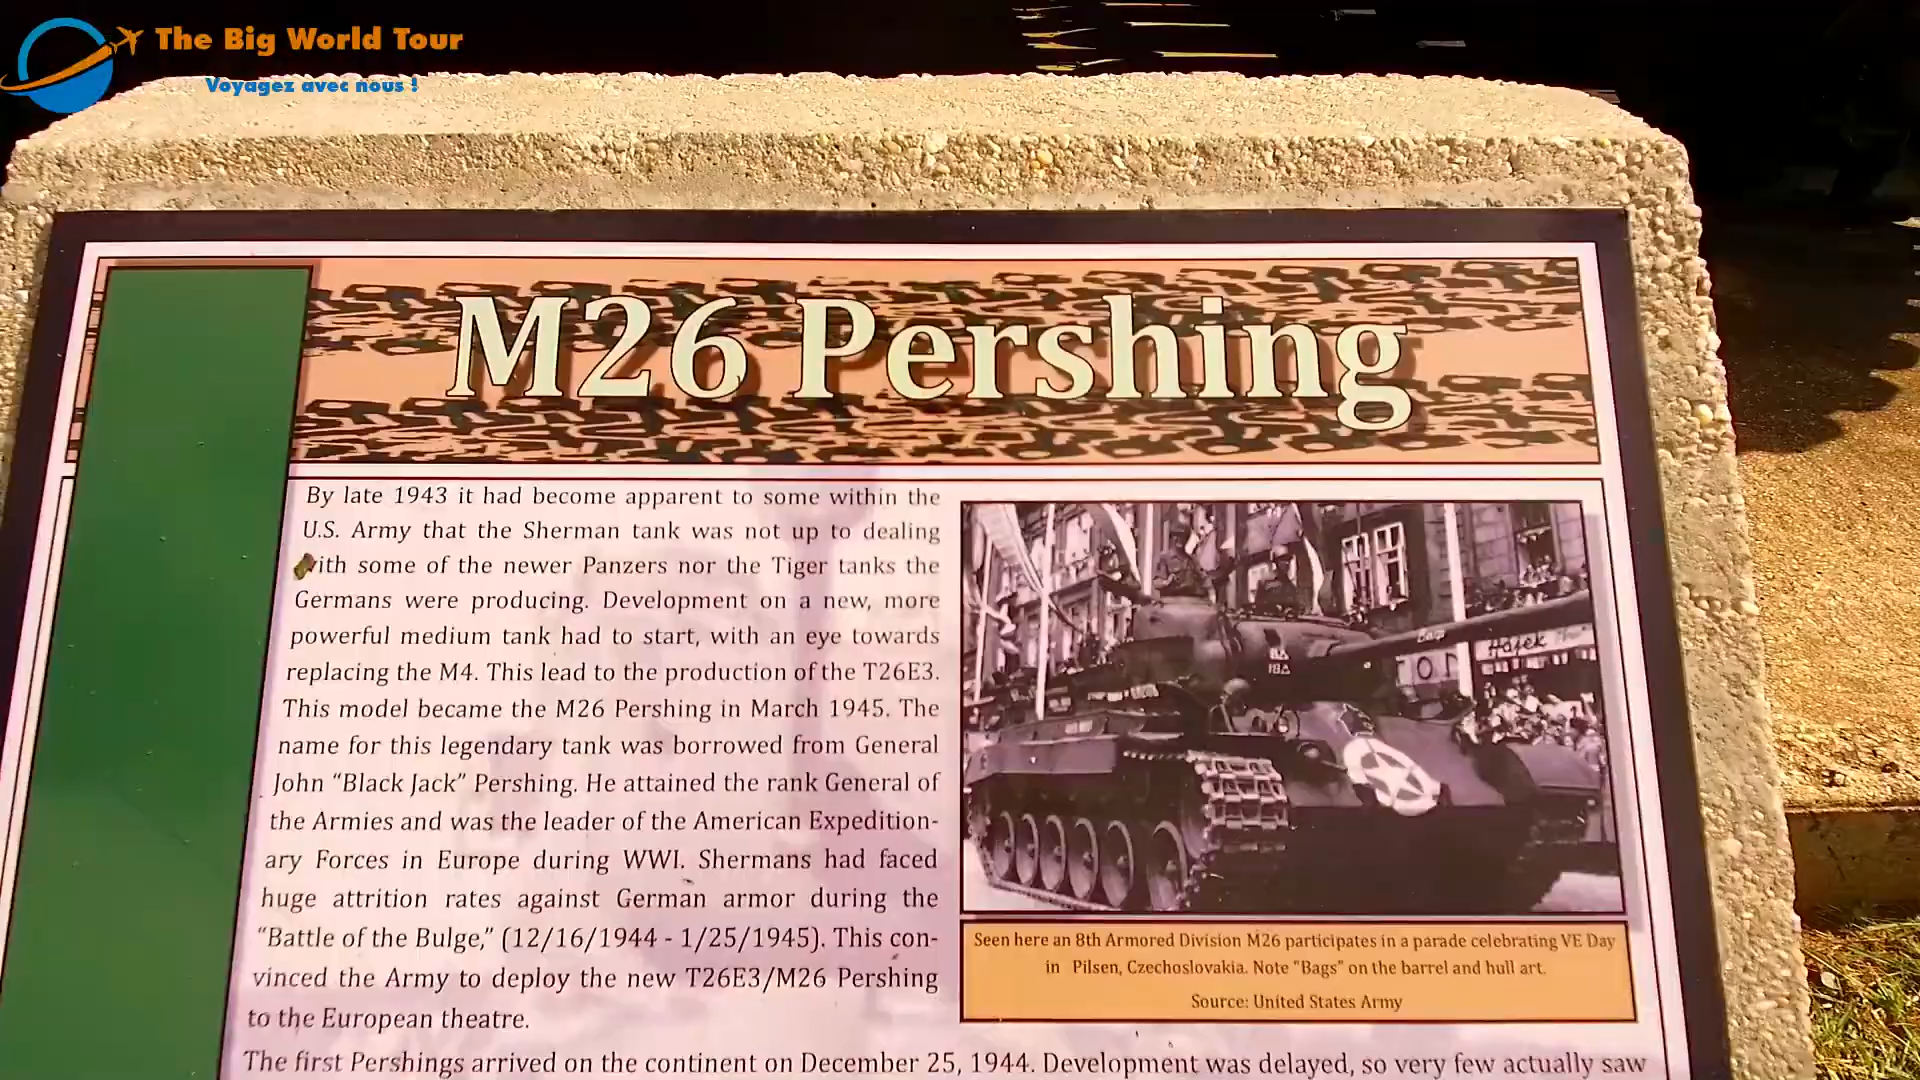 The Big World Tour
Voyagez avec nous !
M26 Pershing
By late 1943 it had become apparent to some within the
U.S. Army that the Sherman tank was not up to dealing
with some of the newer Panzers nor the Tiger tanks the
Germans were producing. Development on a new, more
powerful medium tank had to start, with an eye towards
replacing the M4. This lead to the production of the T26E3.
This model became the M26 Pershing in March 1945. The
name for this legendary tank was borrowed from General
John “Black Jack” Pershing. He attained the rank General of
the Armies and was the leader of the American Expedition-
ary Forces in Europe during WWI. Shermans had faced
huge attrition rates against German armor during the
“Battle of the Bulge,” (12/16/1944 - 1/25/1945). This con-
vinced the Army to deploy the new T26E3/M26 Pershing
to the European theatre.
Bags
Hájek
Seen here an 8th Armored Division M26 participates in a parade celebrating VE Day
in Pilsen, Czechoslovakia. Note "Bags" on the barrel and hull art.
Source: United States Army
The first Pershings arrived on the continent on December 25, 1944. Development was delayed, so very few actually saw